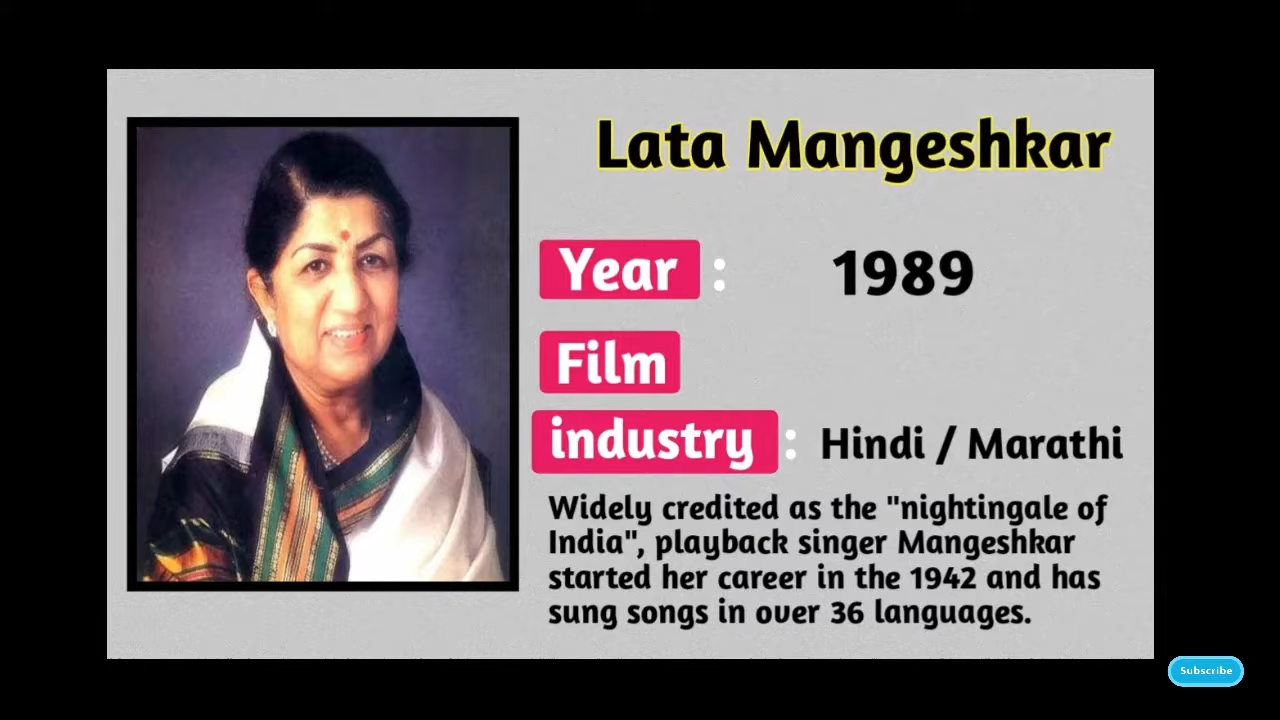 Lata Mangeshkar
Year : 1989
Film
industry : Hindi / Marathi
Widely credited as the "nightingale of
India", playback singer Mangeshkar
started her career in the 1942 and has
sung songs in over 36 languages.
Subscribe